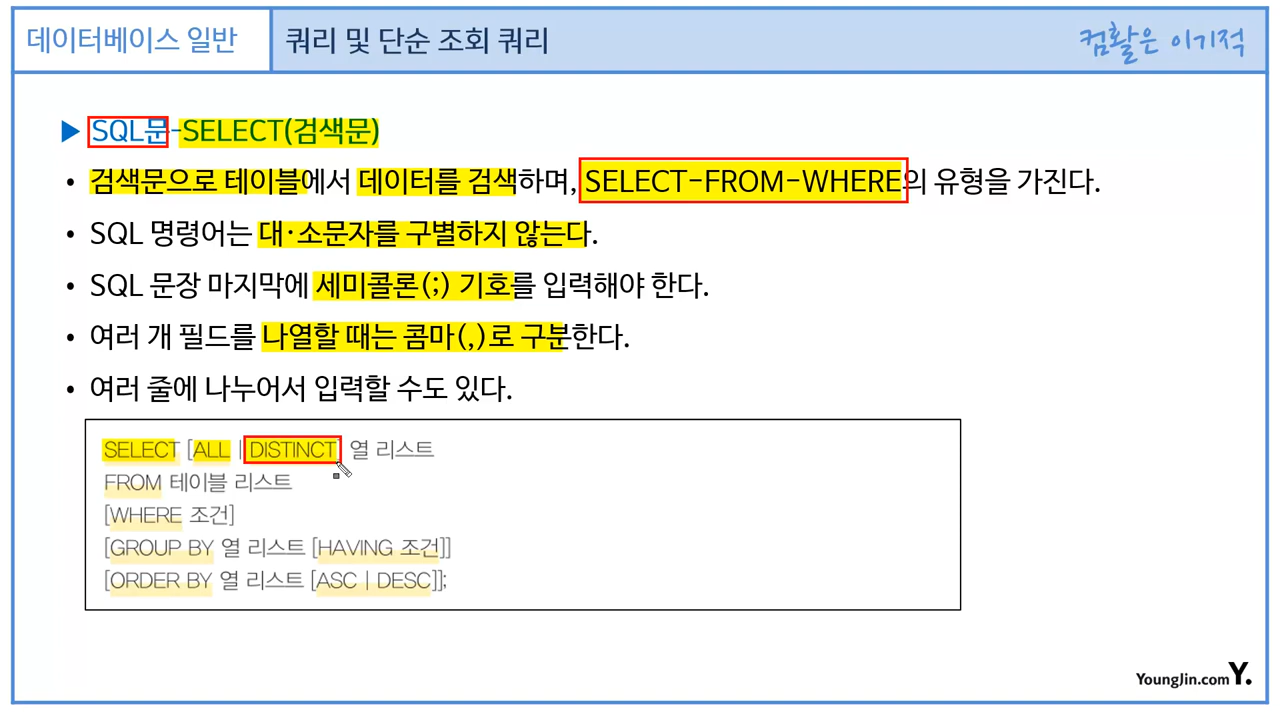 데이터베이스 일반
쿼리 및 단순 조회 쿼리
컴활은 이기적
▶ SQL문-SELECT(검색문)
• 검색문으로 테이블에서 데이터를 검색하며, SELECT-FROM-WHERE의 유형을 가진다.
• SQL 명령어는 대·소문자를 구별하지 않는다.
• SQL 문장 마지막에 세미콜론(;) 기호를 입력해야 한다.
• 여러 개 필드를 나열할 때는 콤마(,)로 구분한다.
• 여러 줄에 나누어서 입력할 수도 있다.
SELECT [ALL | DISTINCT] 열 리스트
FROM 테이블 리스트
[WHERE 조건]
[GROUP BY 열 리스트 [HAVING 조건]]
[ORDER BY 열 리스트 [ASC | DESC]];
YoungJin.com Y.